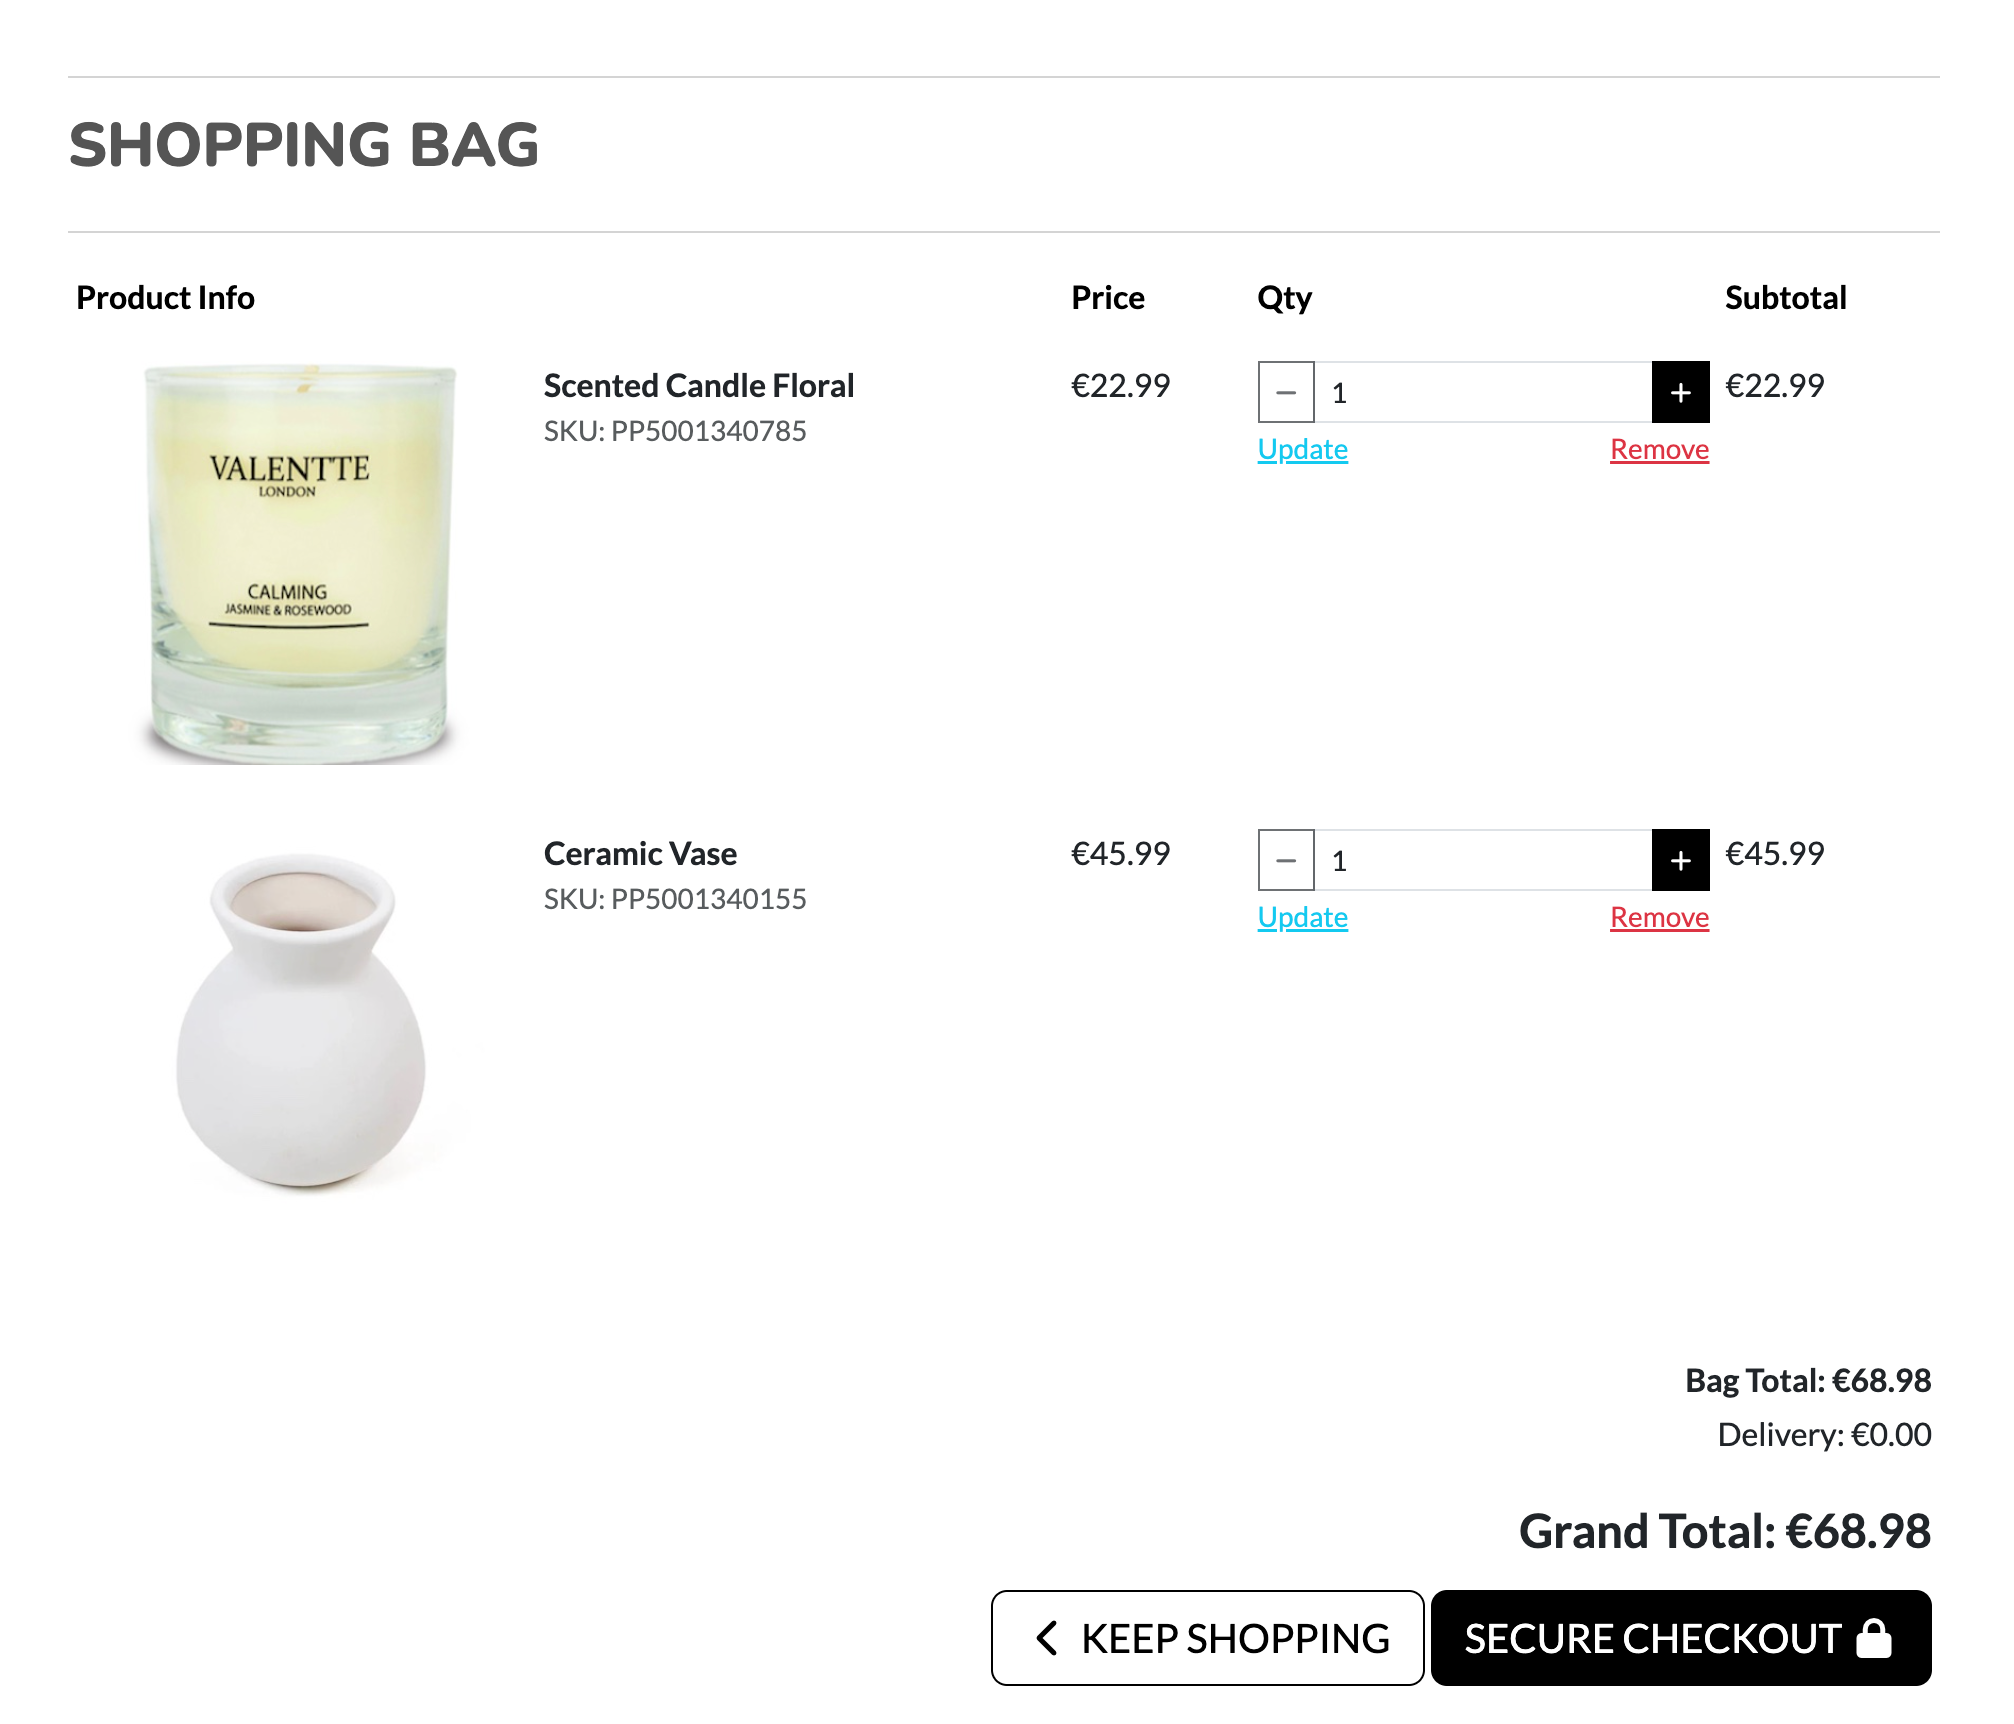 SHOPPING BAG
Product Info Price Qty Subtotal
VALENTTE
LONDON
CALMING
JASMINE & ROSEWOOD
Scented Candle Floral
SKU: PP5001340785
€22.99
− 1 +
Update Remove
€22.99
Ceramic Vase
SKU: PP5001340155
€45.99
− 1 +
Update Remove
€45.99
Bag Total: €68.98
Delivery: €0.00
Grand Total: €68.98
KEEP SHOPPING
SECURE CHECKOUT